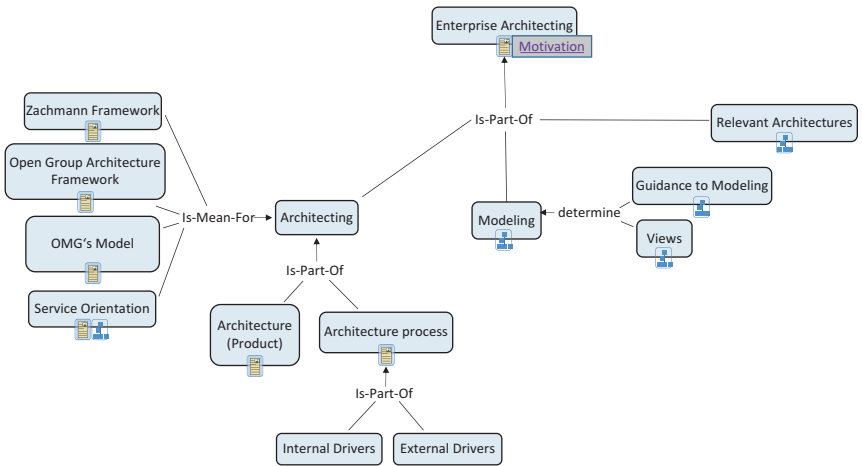 Enterprise Architecting
Motivation
Zachmann Framework
Is-Part-Of
Relevant Architectures
Open Group Architecture
Framework
Guidance to Modeling
Is-Mean-For
Architecting
Modeling
determine
OMG's Model
Views
Is-Part-Of
Service Orientation
Architecture
(Product)
Architecture process
Is-Part-Of
Internal Drivers
External Drivers